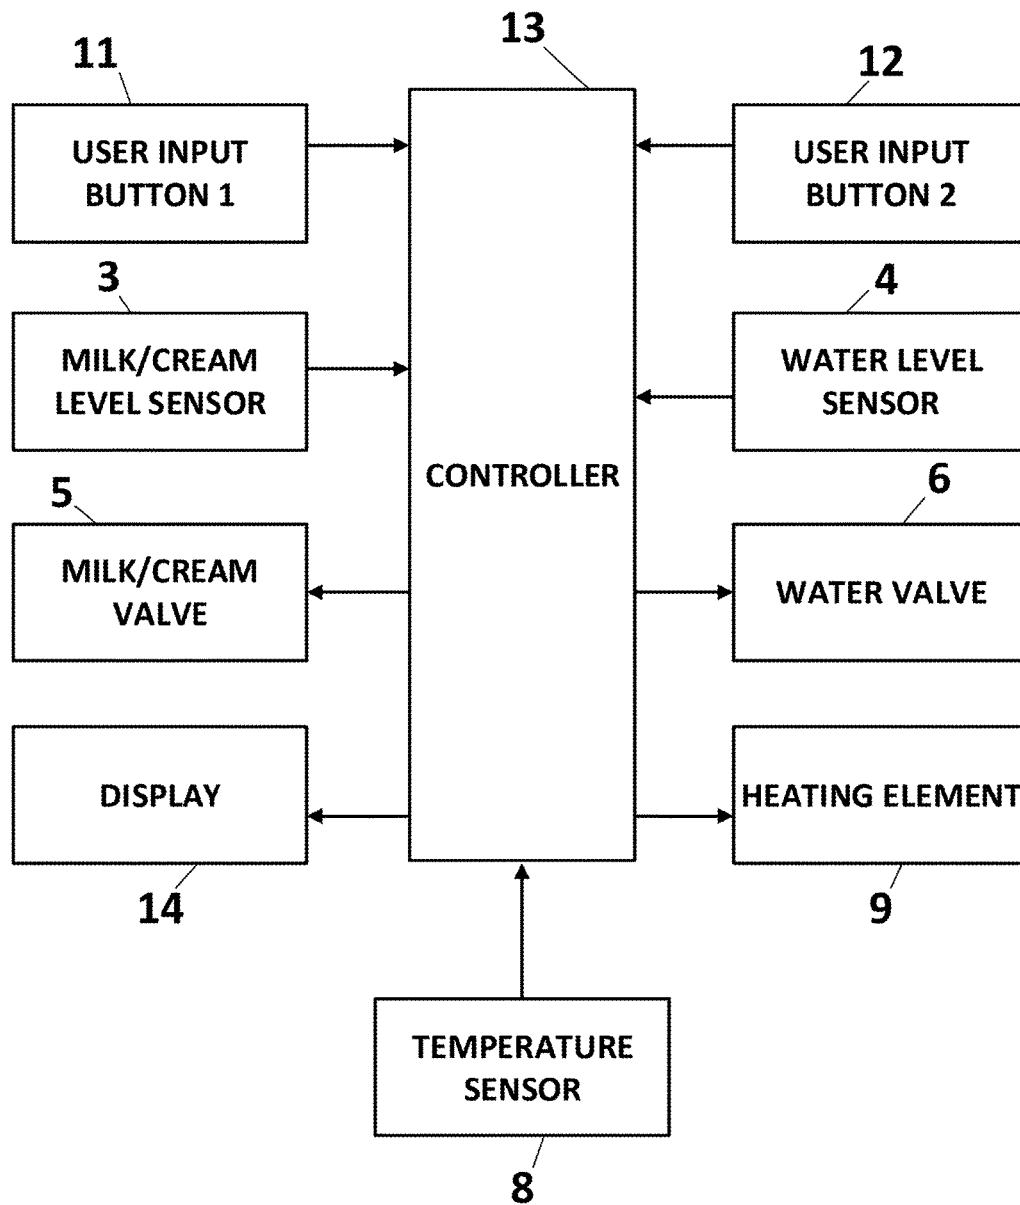 13
11
12
USER INPUT
BUTTON 1
USER INPUT
BUTTON 2
3
4
MILK/CREAM
LEVEL SENSOR
WATER LEVEL
SENSOR
CONTROLLER
5
6
MILK/CREAM
VALVE
WATER VALVE
DISPLAY
HEATING ELEMENT
14
9
TEMPERATURE
SENSOR
8